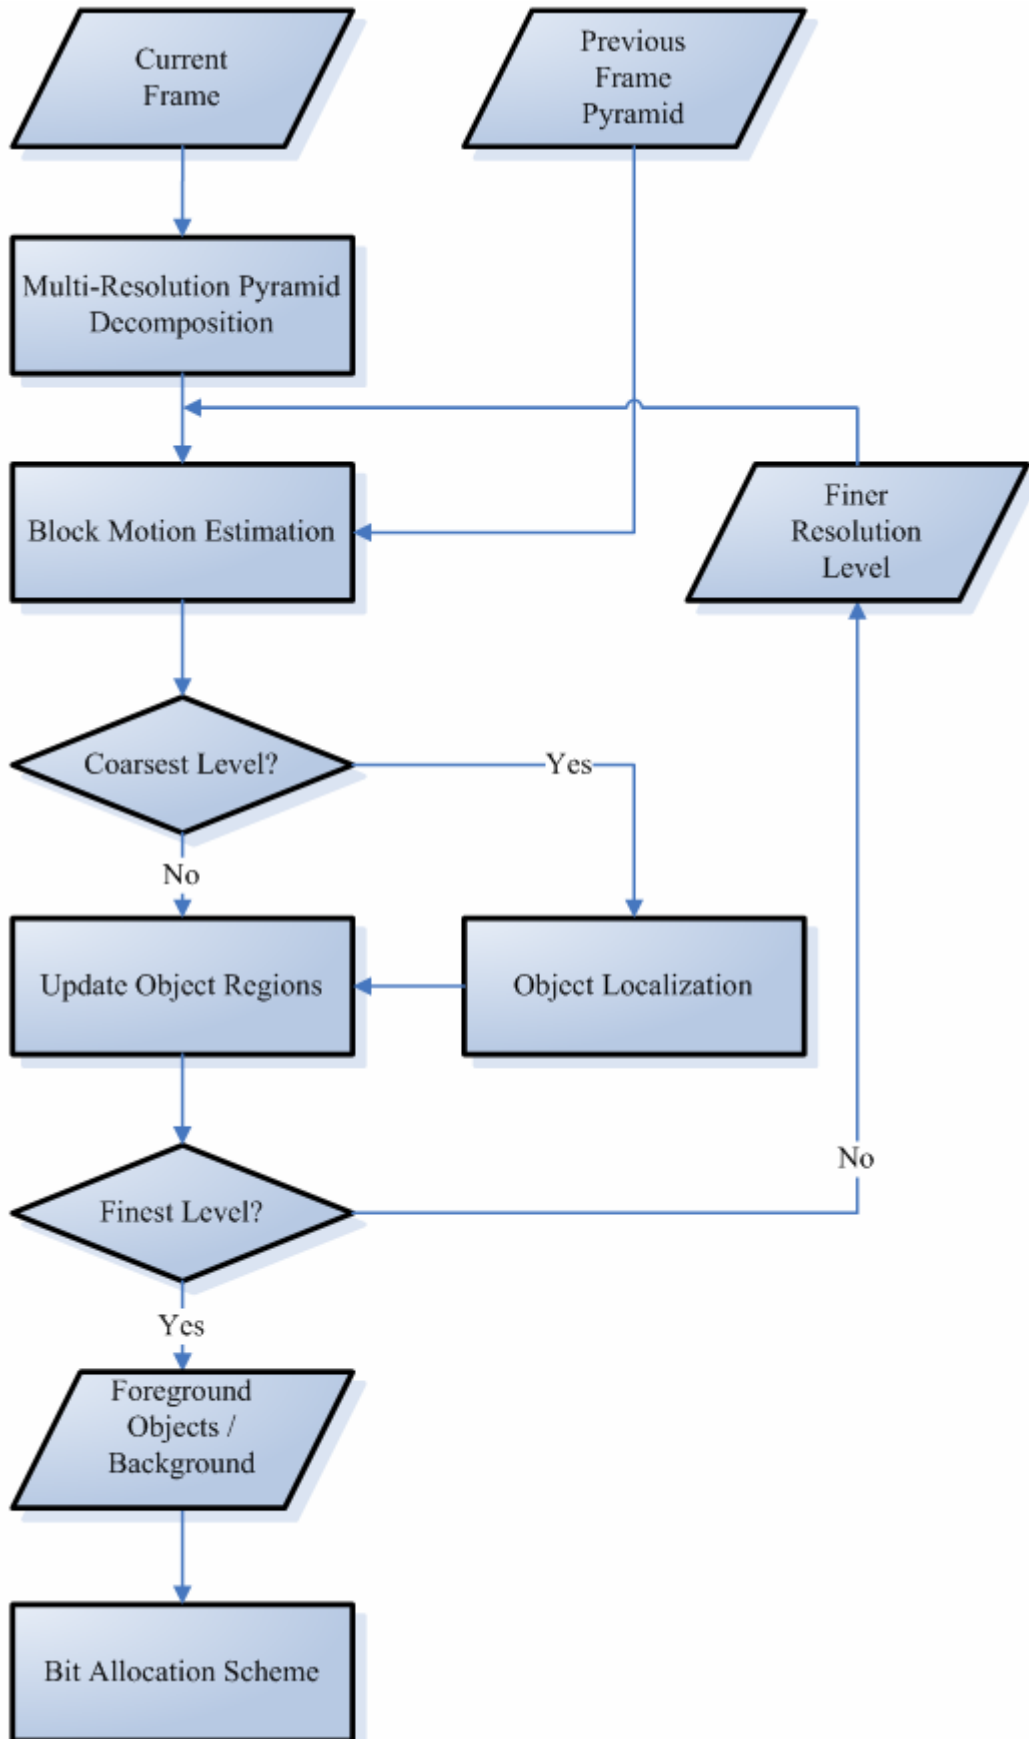 Current
Frame
Previous
Frame
Pyramid
Multi-Resolution Pyramid
Decomposition
Block Motion Estimation
Finer
Resolution
Level
Coarsest Level?
Yes
No
Update Object Regions
Object Localization
No
Finest Level?
Yes
Foreground
Objects /
Background
Bit Allocation Scheme